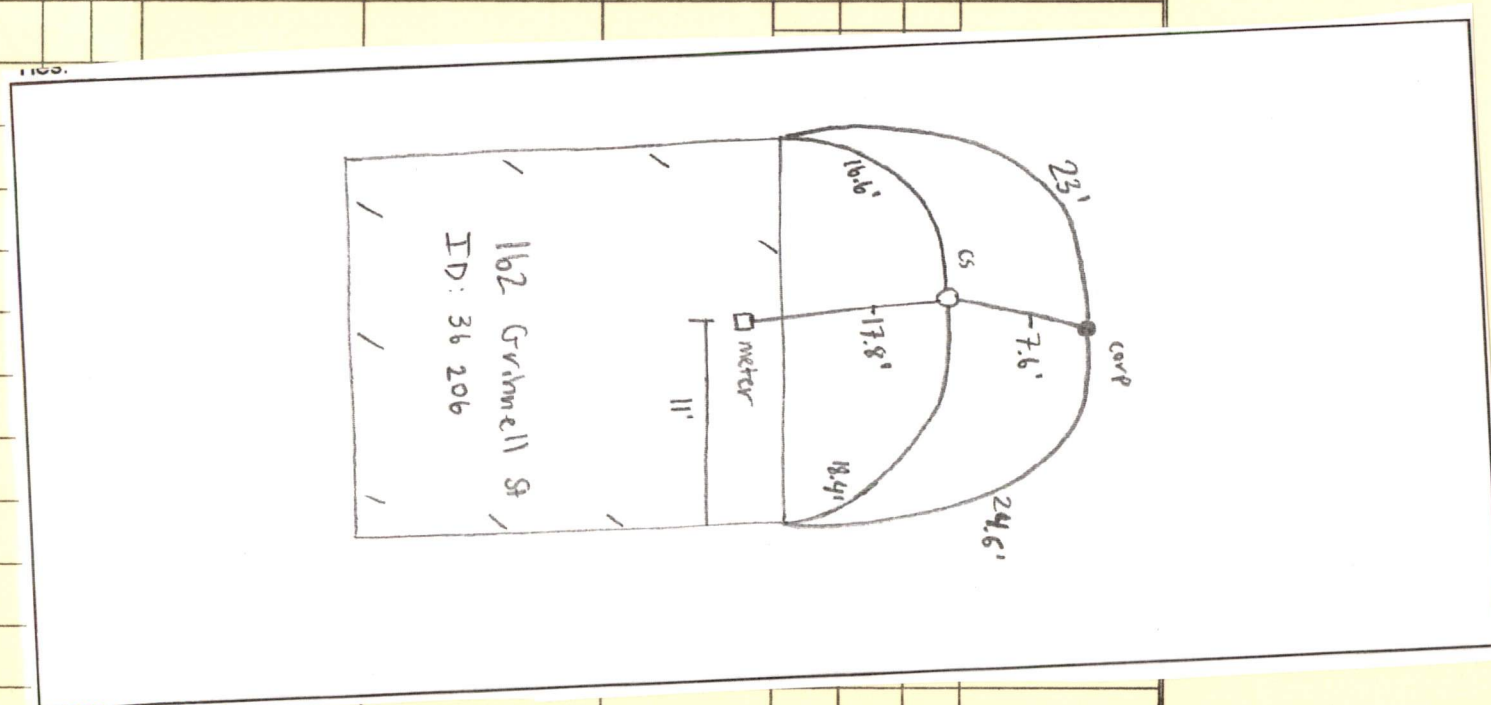 corp
23'
24.6'
7.6'
cs
16.6'
17.8'
18.4'
meter
11'
162 Grinnell St
ID: 36 206